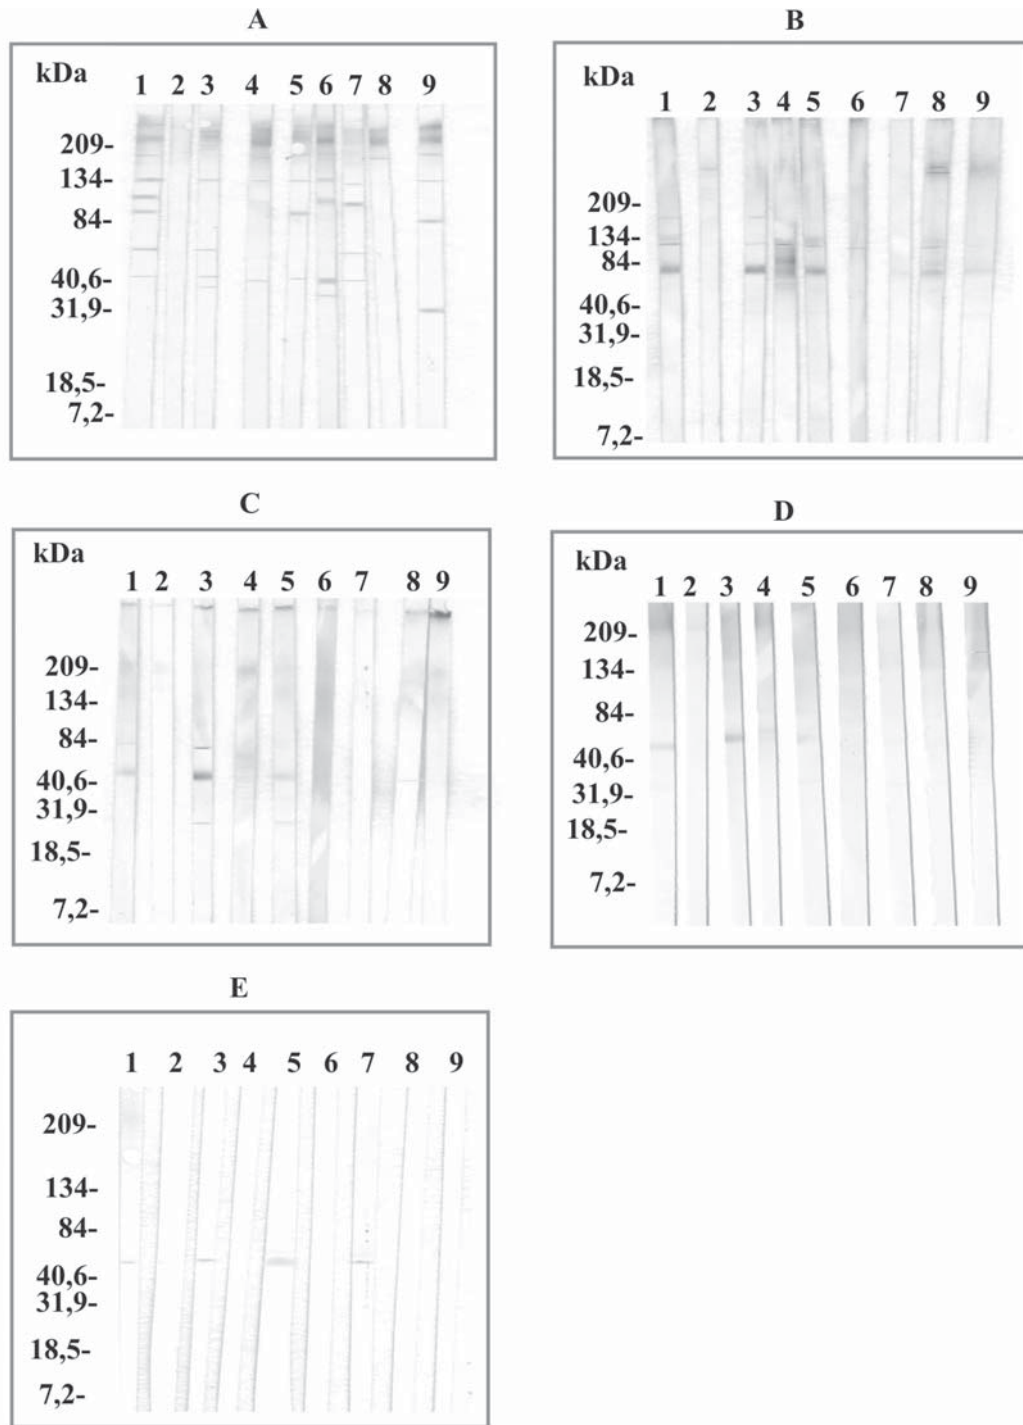 A
kDa
1 2 3 4 5 6 7 8 9
209-
134-
84-
40,6-
31,9-
18,5-
7,2-
B
kDa
1 2 3 4 5 6 7 8 9
209-
134-
84-
40,6-
31,9-
18,5-
7,2-
C
kDa
1 2 3 4 5 6 7 8 9
209-
134-
84-
40,6-
31,9-
18,5-
7,2-
D
kDa
1 2 3 4 5 6 7 8 9
209-
134-
84-
40,6-
31,9-
18,5-
7,2-
E
1 2 3 4 5 6 7 8 9
209-
134-
84-
40,6-
31,9-
18,5-
7,2-